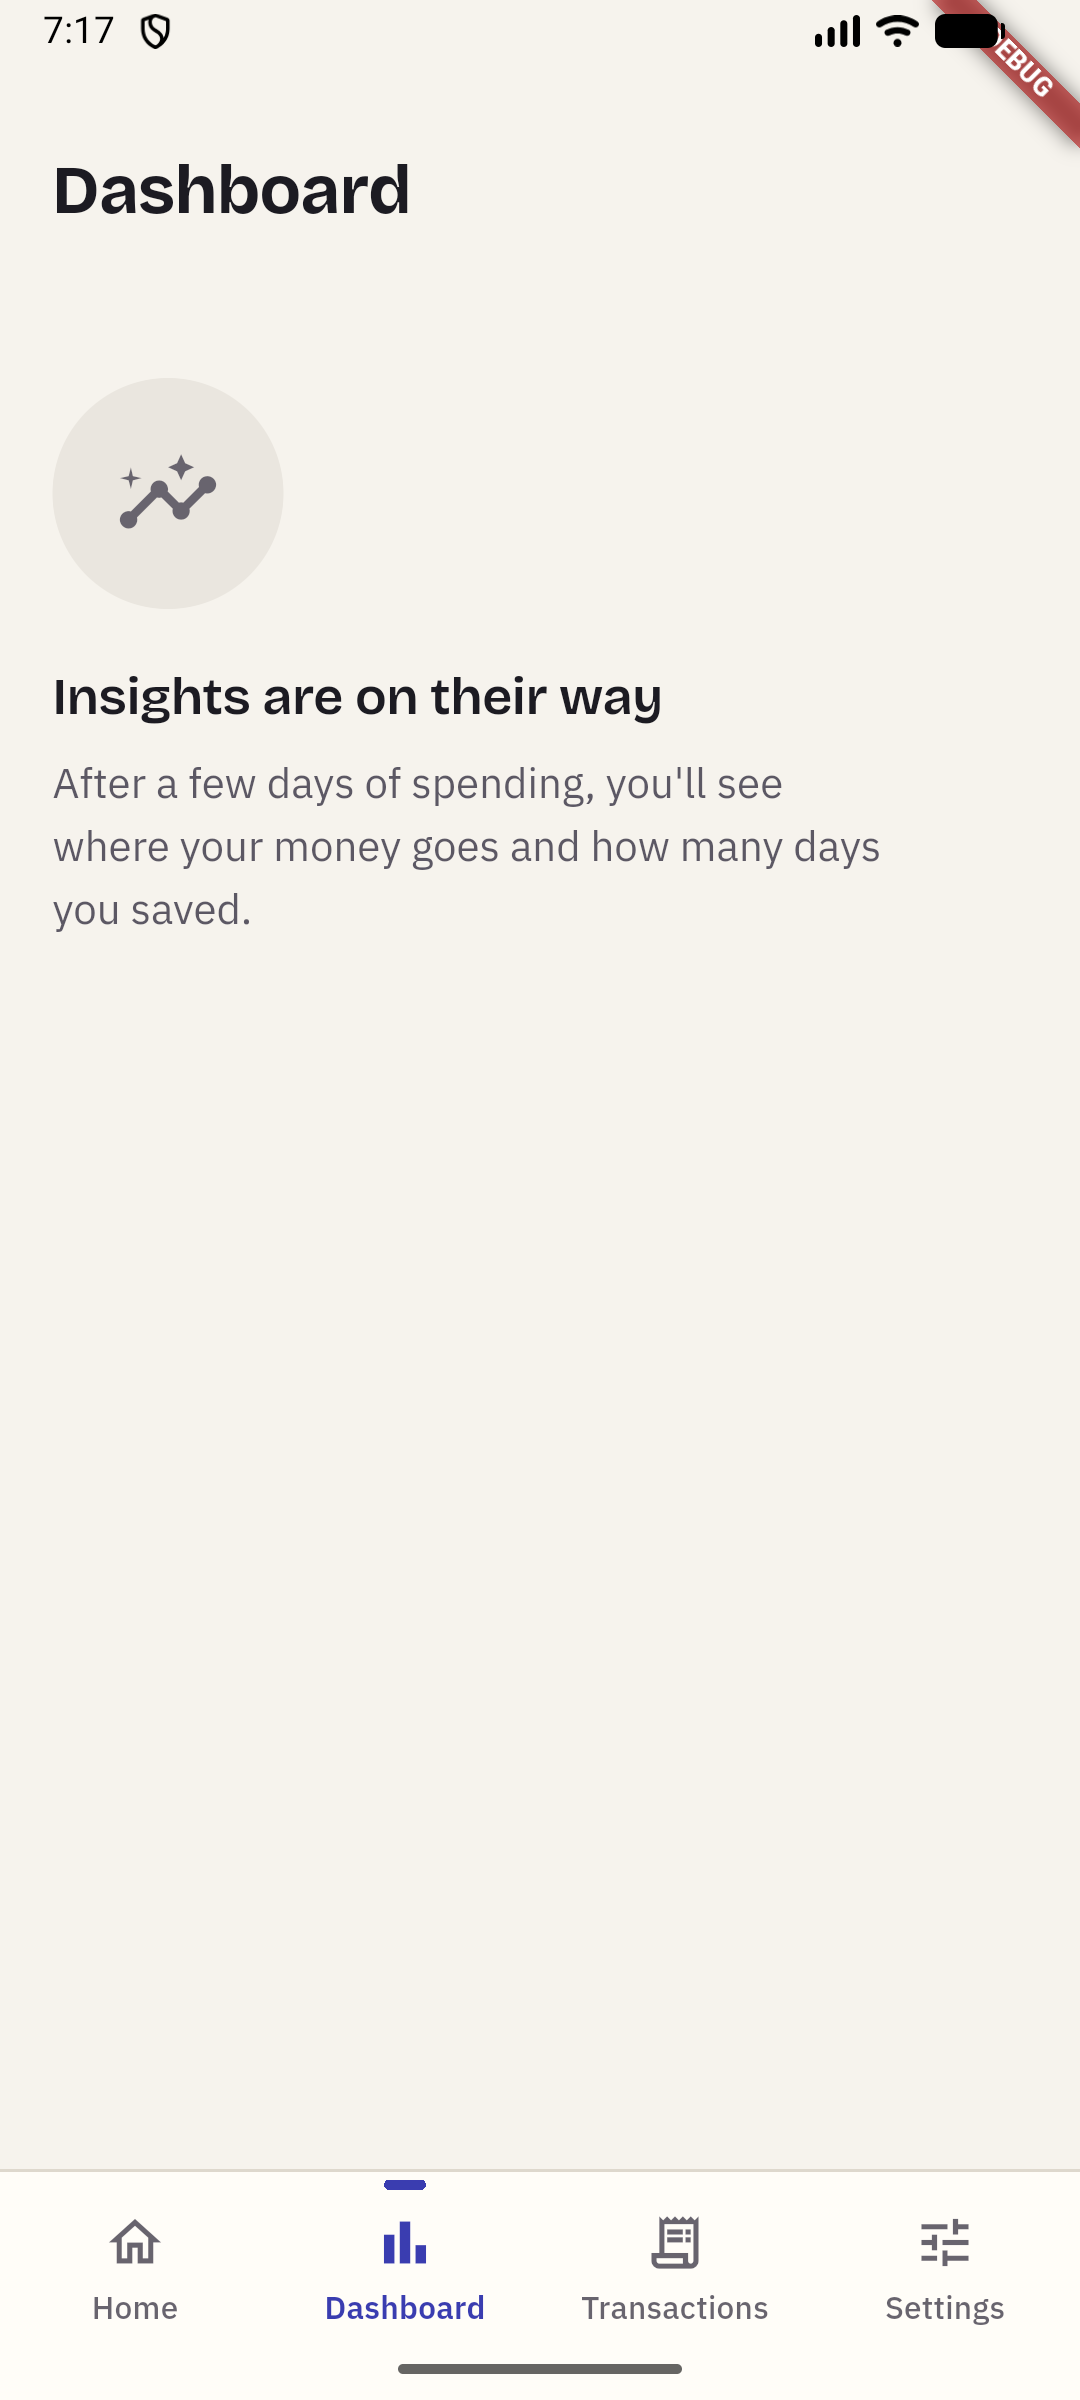 7:17
EBUG
Dashboard
Insights are on their way
After a few days of spending, you'll see
where your money goes and how many days
you saved.
Home
Dashboard
Transactions
Settings